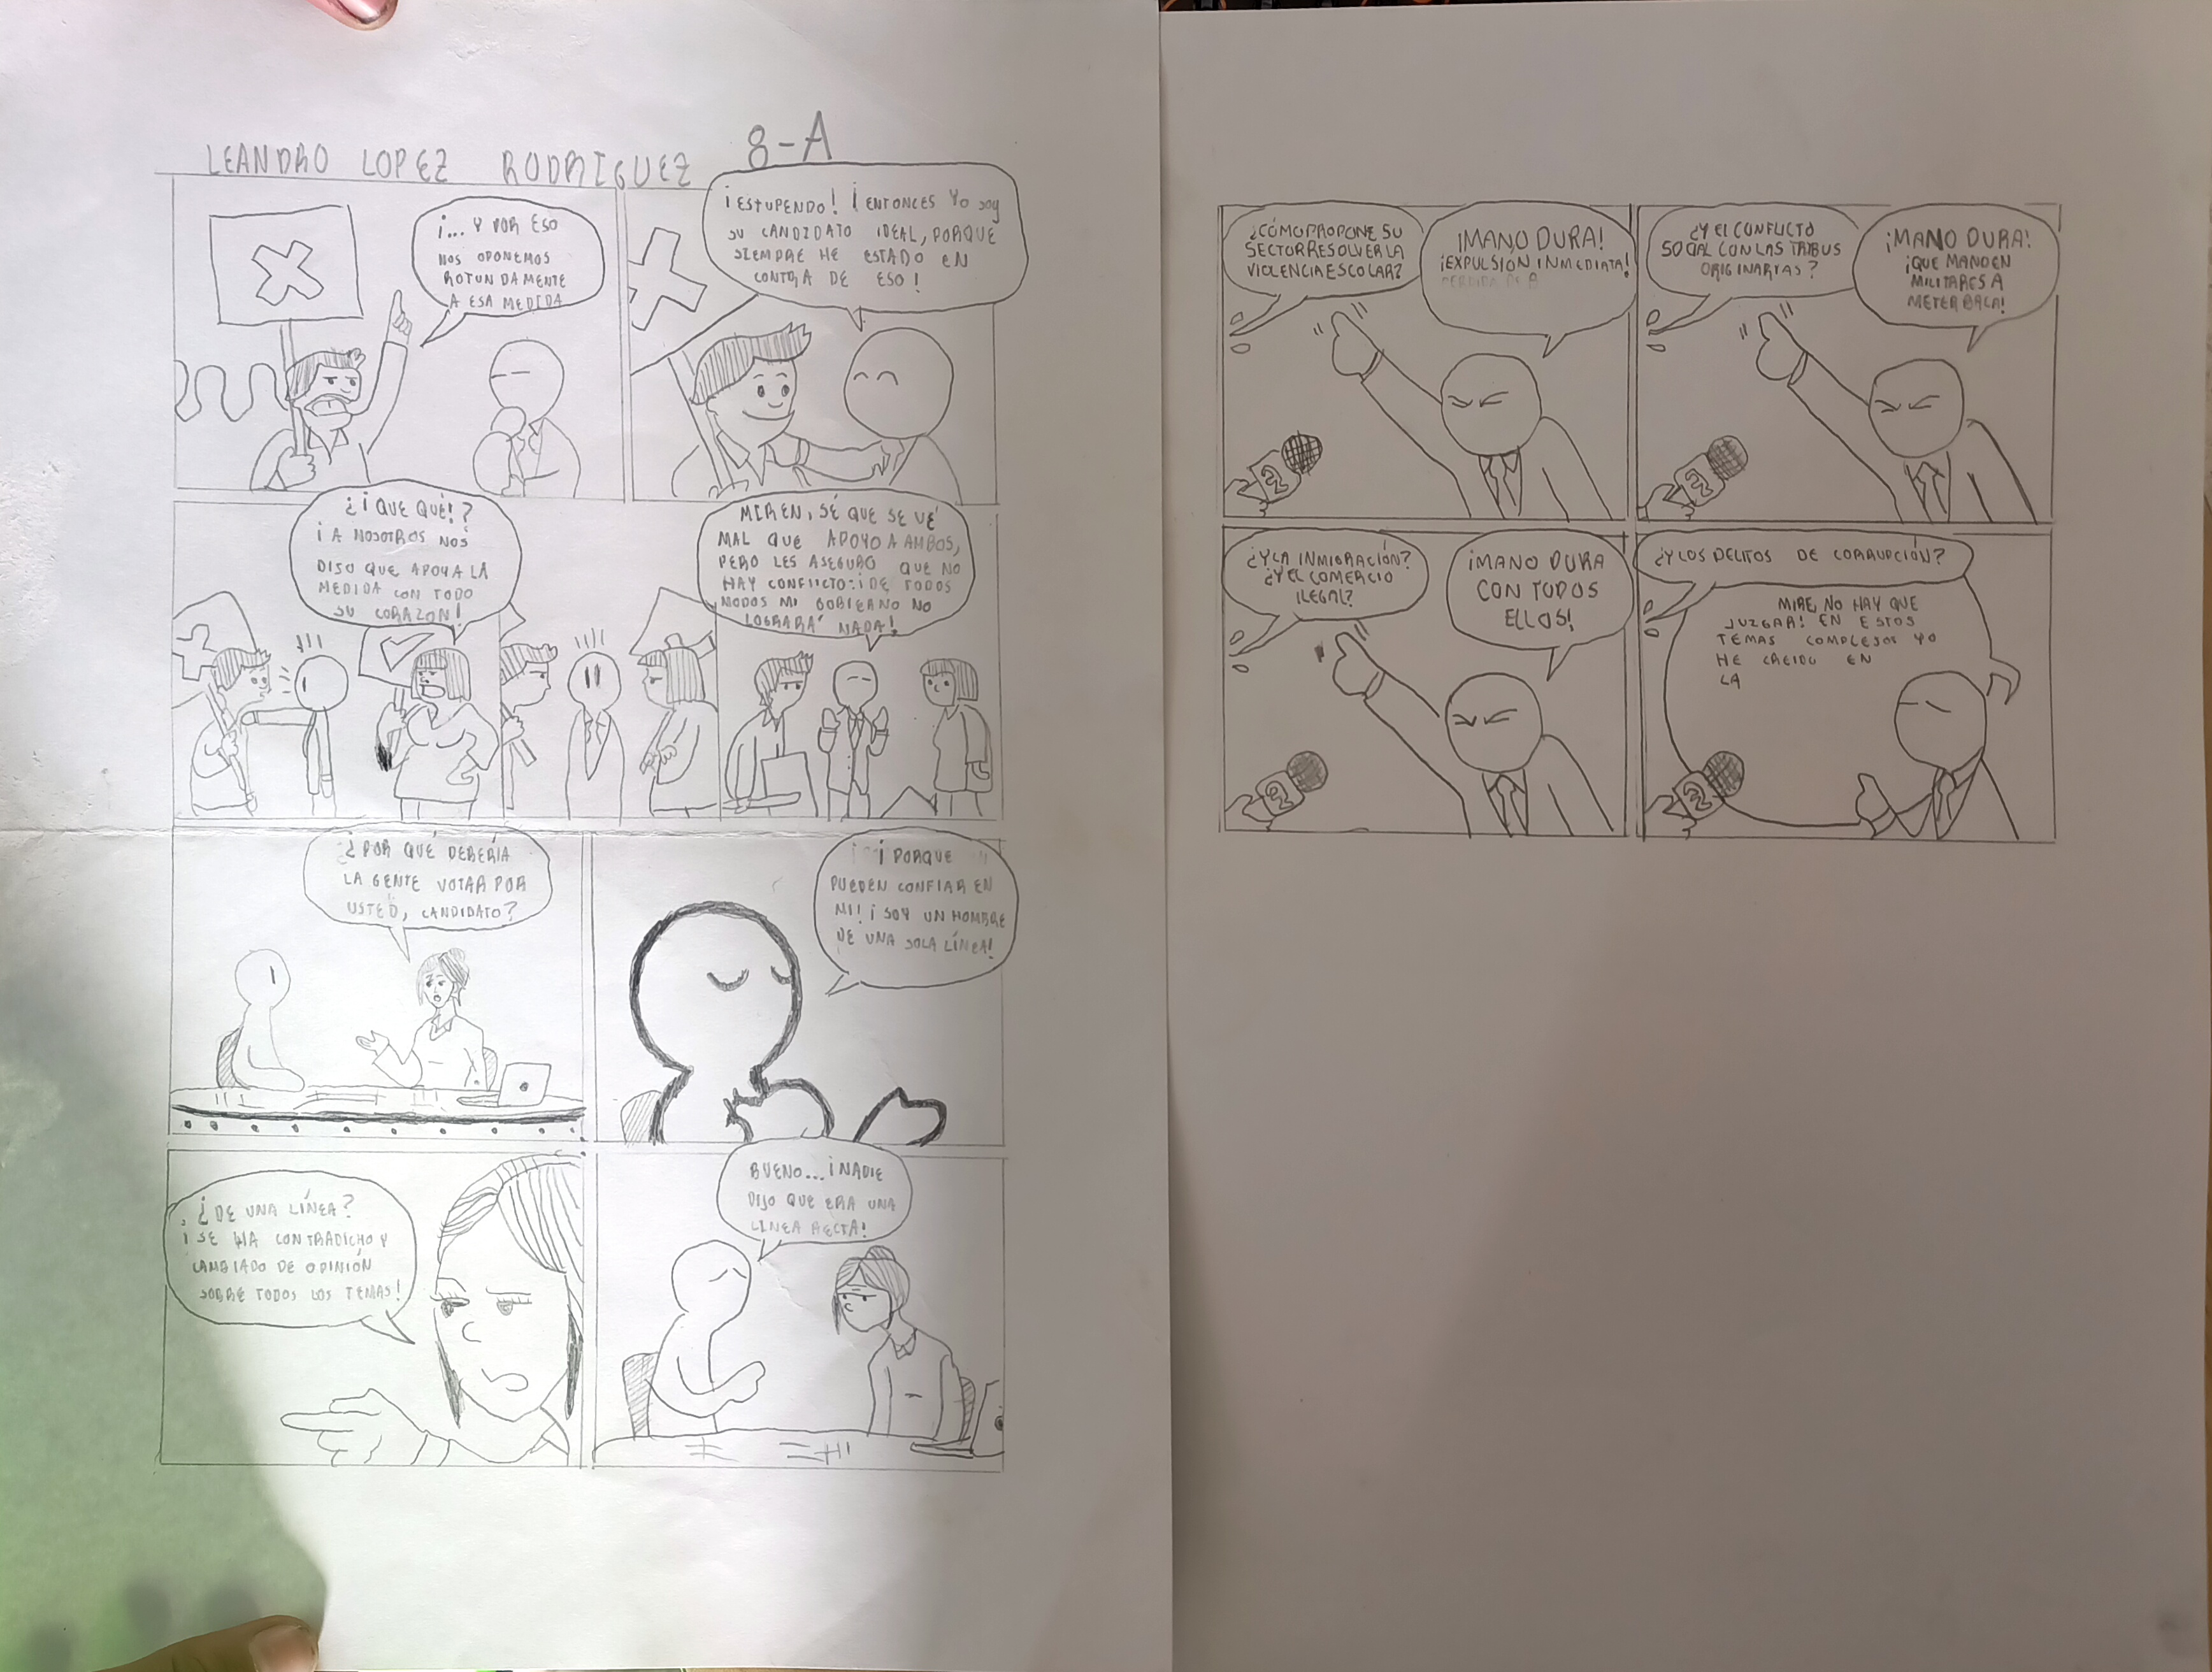 LEANDRO LOPEZ RODRIGUEZ 8-A
¡... Y POR ESO
NOS OPONEMOS
ROTUNDAMENTE
A ESA MEDIDA
¡ESTUPENDO! ¡ENTONCES YO SOY
SU CANDIDATO IDEAL, PORQUE
SIEMPRE HE ESTADO EN
CONTRA DE ESO!
¿¡QUE QUÉ!?
¡A NOSOTROS NOS
DIJO QUE APOYA LA
MEDIDA CON TODO
SU CORAZON!
MIREN, SÉ QUE SE VÉ
MAL QUE APOYO A AMBOS,
PERO LES ASEGURO QUE NO
HAY CONFLICTO: ¡DE TODOS
MODOS MI GOBIERNO NO
LOGRARÁ NADA!
¿POR QUÉ DEBERÍA
LA GENTE VOTAR POR
USTED, CANDIDATO?
¡PORQUE
PUEDEN CONFIAR EN
MI! ¡SOY UN HOMBRE
DE UNA SOLA LÍNEA!
¿DE UNA LÍNEA?
¡SE HA CONTRADICHO Y
CAMBIADO DE OPINIÓN
SOBRE TODOS LOS TEMAS!
BUENO... ¡NADIE
DIJO QUE ERA UNA
LINEA RECTA!
¿CÓMO PROPONE SU
SECTOR RESOLVER LA
VIOLENCIA ESCOLAR?
¡MANO DURA!
¡EXPULSIÓN INMEDIATA!
2
¿Y EL CONFLICTO
SOCIAL CON LAS TRIBUS
ORIGINARIAS?
¡MANO DURA!
¡QUE MANDEN
MILITARES A
METER BALA!
2
¿Y LA INMIGRACIÓN?
¿Y EL COMERCIO
ILEGAL?
¡MANO DURA
CON TODOS
ELLOS!
2
¿Y LOS DELITOS DE CORRUPCIÓN?
MIRE, NO HAY QUE
JUZGAR! EN ESTOS
TEMAS COMPLEJOS YO
HE CREIDO EN
LA
2